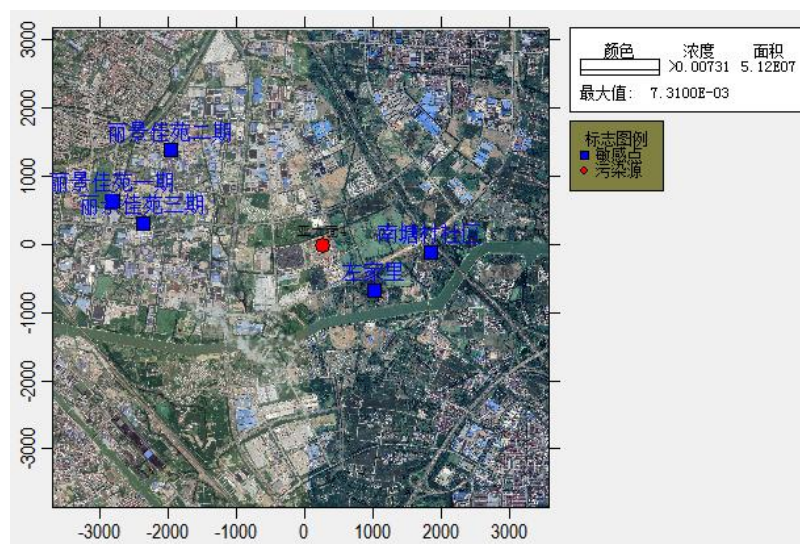 3000
2000
1000
0
-1000
-2000
-3000
-3000 -2000 -1000 0 1000 2000 3000
丽景佳苑二期
丽景佳苑一期
丽景佳苑三期
南塘村社区
左家里
颜色 浓度 面积
>0.00731 5.12E07
最大值: 7.3100E-03
标志图例
敏感点
污染源